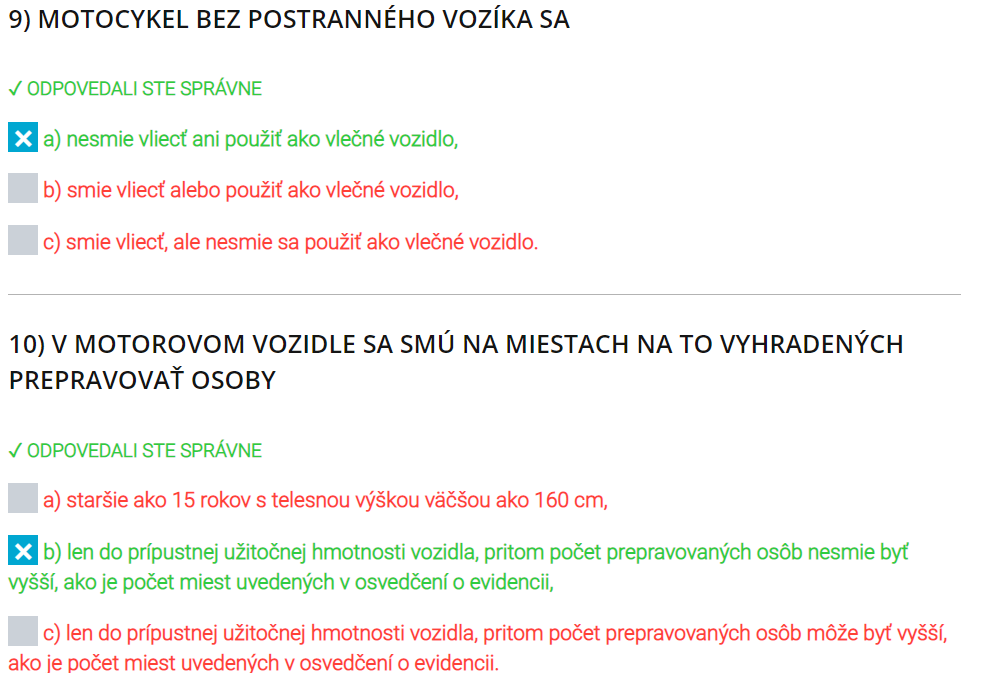 9) MOTOCYKEL BEZ POSTRANNÉHO VOZÍKA SA
✓ ODPOVEDALI STE SPRÁVNE
a) nesmie vliecť ani použiť ako vlečné vozidlo,
b) smie vliecť alebo použiť ako vlečné vozidlo,
c) smie vliecť, ale nesmie sa použiť ako vlečné vozidlo.
10) V MOTOROVOM VOZIDLE SA SMÚ NA MIESTACH NA TO VYHRADENÝCH
PREPRAVOVAŤ OSOBY
✓ ODPOVEDALI STE SPRÁVNE
a) staršie ako 15 rokov s telesnou výškou väčšou ako 160 cm,
b) len do prípustnej užitočnej hmotnosti vozidla, pritom počet prepravovaných osôb nesmie byť
vyšší, ako je počet miest uvedených v osvedčení o evidencii,
c) len do prípustnej užitočnej hmotnosti vozidla, pritom počet prepravovaných osôb môže byť vyšší,
ako je počet miest uvedených v osvedčení o evidencii.